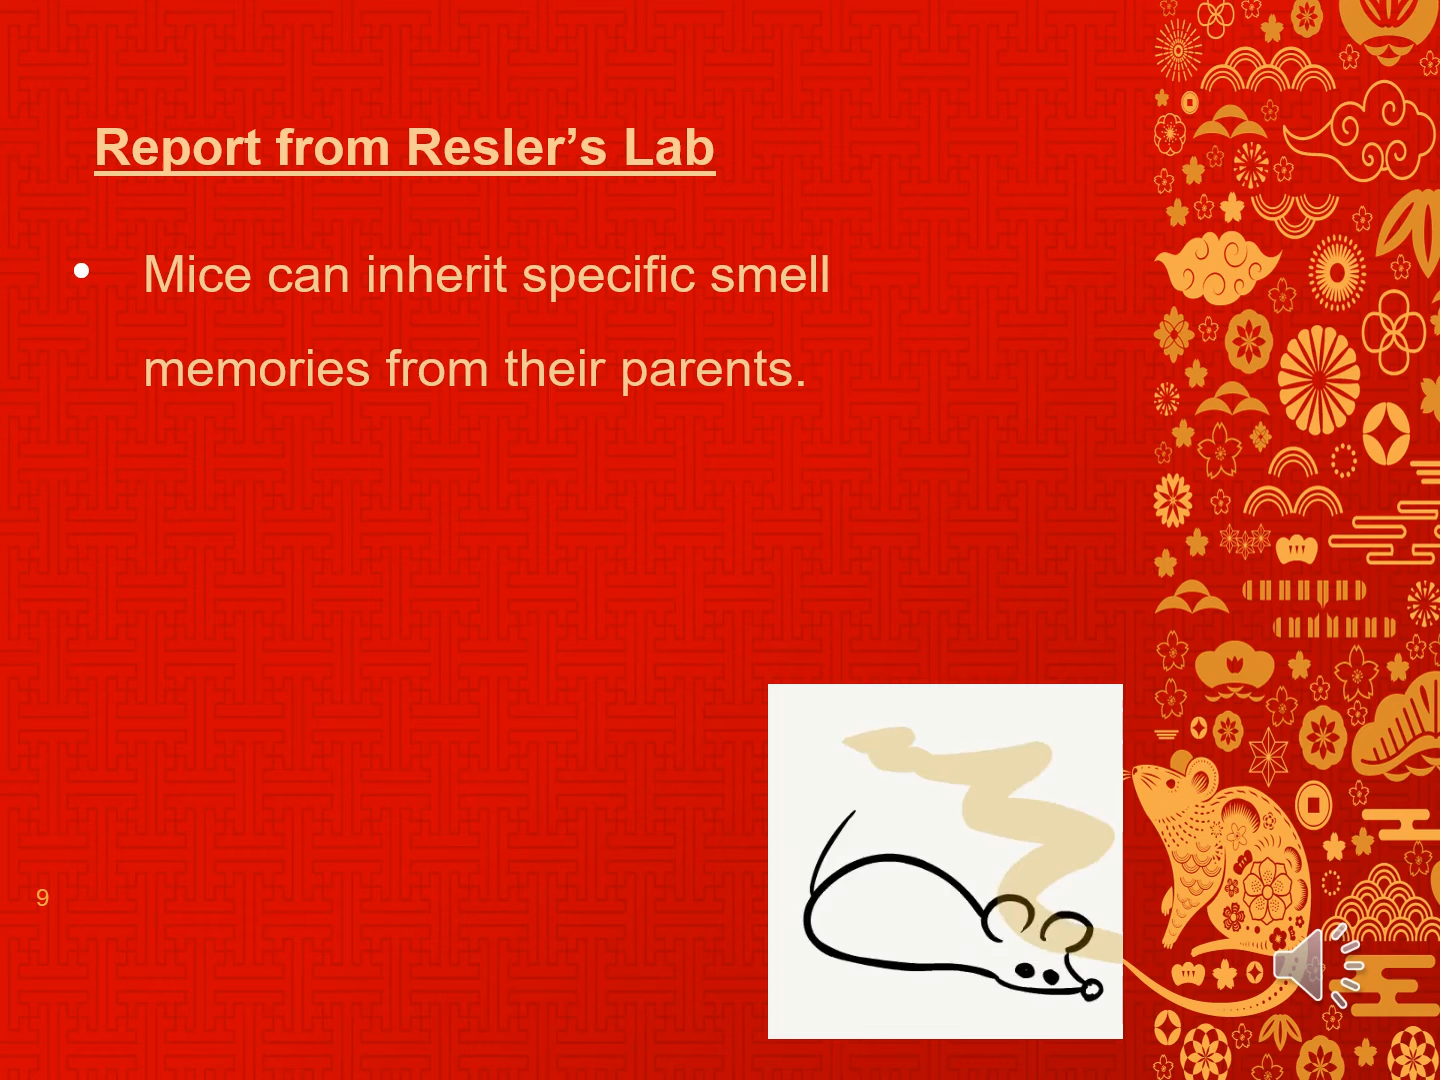 Report from Resler’s Lab
• Mice can inherit specific smell
memories from their parents.
9